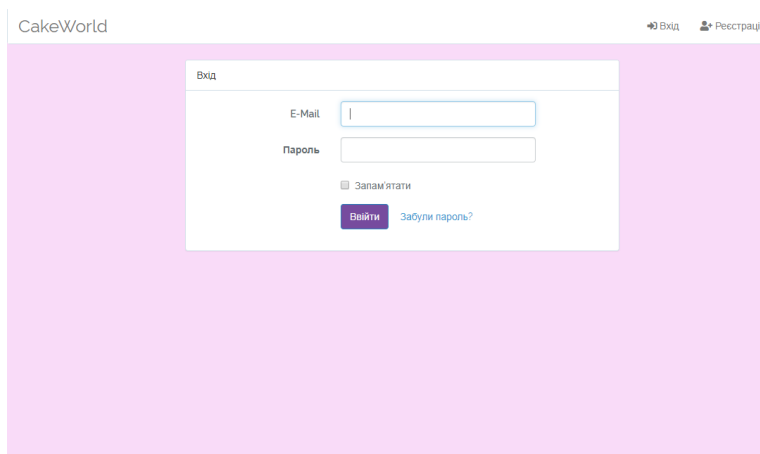 CakeWorld
Вхід
Реєстраці
Вхід
E-Mail
Пароль
Запам'ятати
Ввійти
Забули пароль?